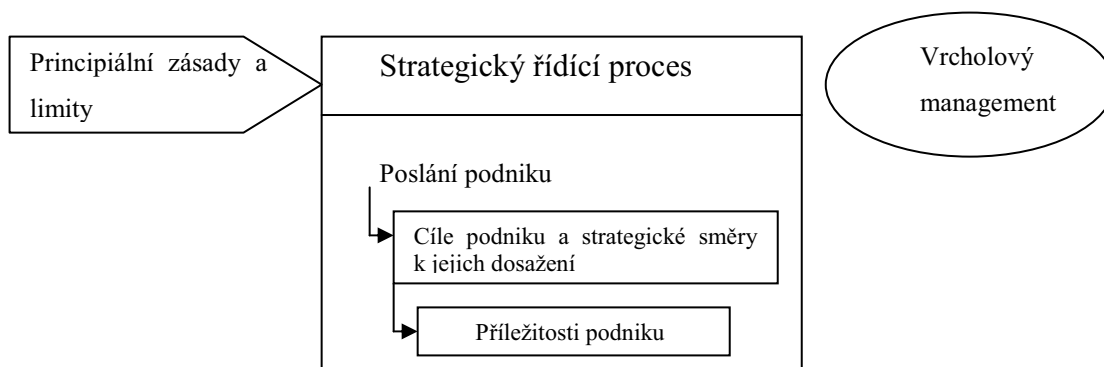 Principiální zásady a
limity
Strategický řídící proces
Vrcholový
management
Poslání podniku
Cíle podniku a strategické směry
k jejich dosažení
Příležitosti podniku